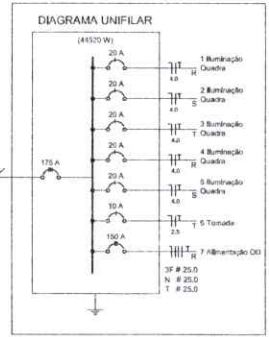 DIAGRAMA UNIFILAR
(44520 W)
20 A
1 Iluminação
Quadra
4.0
R
20 A
2 Iluminação
Quadra
4.0
S
20 A
3 Iluminação
Quadra
4.0
T
20 A
4 Iluminação
Quadra
4.0
R
175 A
20 A
5 Iluminação
Quadra
4.0
S
10 A
6 Tomada
2.5
T
150 A
7 Alimentação QD
R
3F # 25.0
N # 25.0
T # 25.0